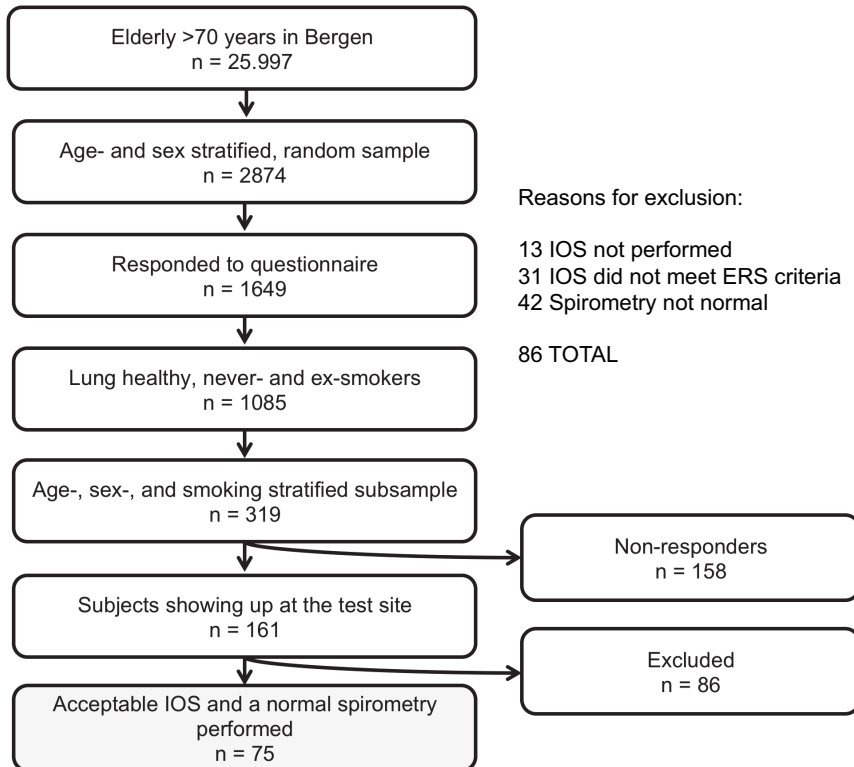 Elderly >70 years in Bergen
n = 25.997
Age- and sex stratified, random sample
n = 2874
Responded to questionnaire
n = 1649
Lung healthy, never- and ex-smokers
n = 1085
Age-, sex-, and smoking stratified subsample
n = 319
Subjects showing up at the test site
n = 161
Acceptable IOS and a normal spirometry
performed
n = 75
Reasons for exclusion:
13 IOS not performed
31 IOS did not meet ERS criteria
42 Spirometry not normal
86 TOTAL
Non-responders
n = 158
Excluded
n = 86